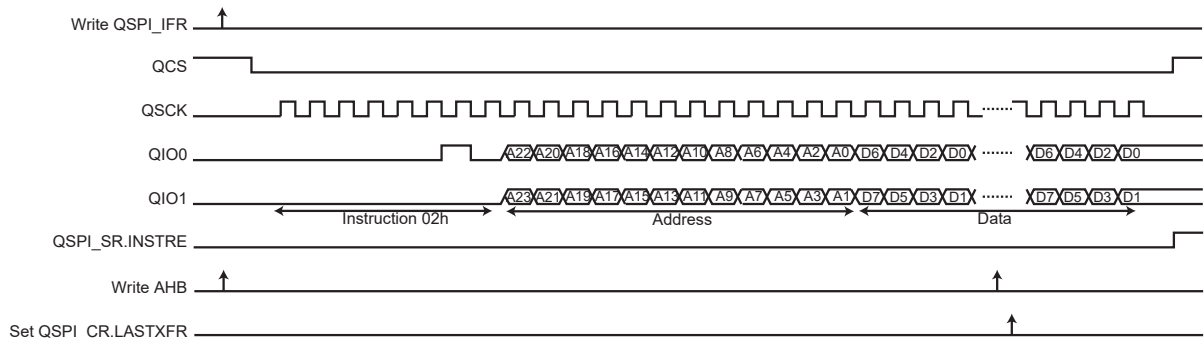 Write QSPI_IFR
QCS
QSCK
QIO0 A22 A20 A18 A16 A14 A12 A10 A8 A6 A4 A2 A0 D6 D4 D2 D0 D6 D4 D2 D0
QIO1 A23 A21 A19 A17 A15 A13 A11 A9 A7 A5 A3 A1 D7 D5 D3 D1 D7 D5 D3 D1
Instruction 02h Address Data
QSPI_SR.INSTRE
Write AHB
Set QSPI_CR.LASTXFR